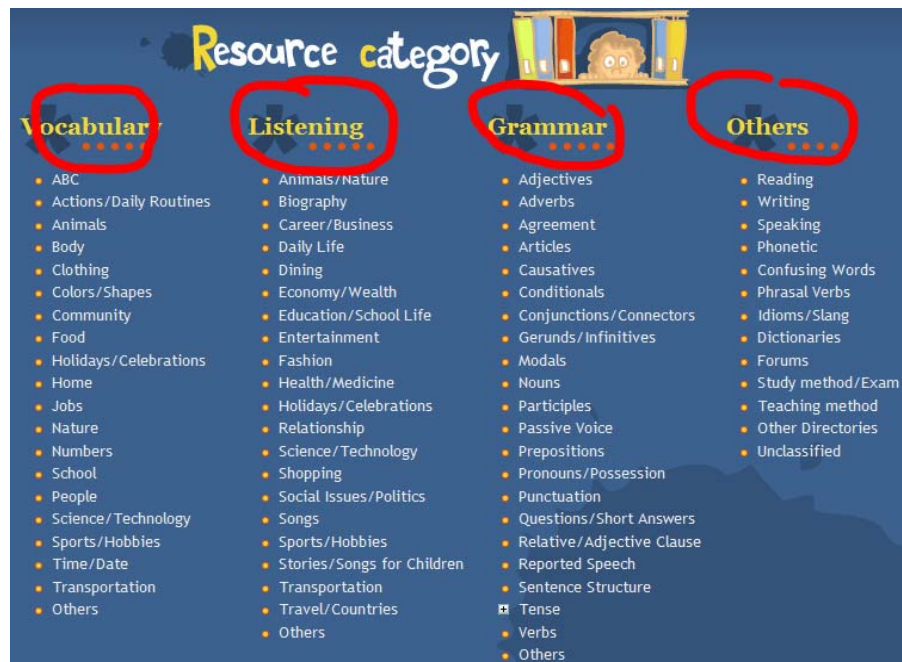 Resource category
Vocabulary
ABC
Actions/Daily Routines
Animals
Body
Clothing
Colors/Shapes
Community
Food
Holidays/Celebrations
Home
Jobs
Nature
Numbers
School
People
Science/Technology
Sports/Hobbies
Time/Date
Transportation
Others
Listening
Animals/Nature
Biography
Career/Business
Daily Life
Dining
Economy/Wealth
Education/School Life
Entertainment
Fashion
Health/Medicine
Holidays/Celebrations
Relationship
Science/Technology
Shopping
Social Issues/Politics
Songs
Sports/Hobbies
Stories/Songs for Children
Transportation
Travel/Countries
Others
Grammar
Adjectives
Adverbs
Agreement
Articles
Causatives
Conditionals
Conjunctions/Connectors
Gerunds/Infinitives
Modals
Nouns
Participles
Passive Voice
Prepositions
Pronouns/Possession
Punctuation
Questions/Short Answers
Relative/Adjective Clause
Reported Speech
Sentence Structure
Tense
Verbs
Others
Others
Reading
Writing
Speaking
Phonetic
Confusing Words
Phrasal Verbs
Idioms/Slang
Dictionaries
Forums
Study method/Exam
Teaching method
Other Directories
Unclassified